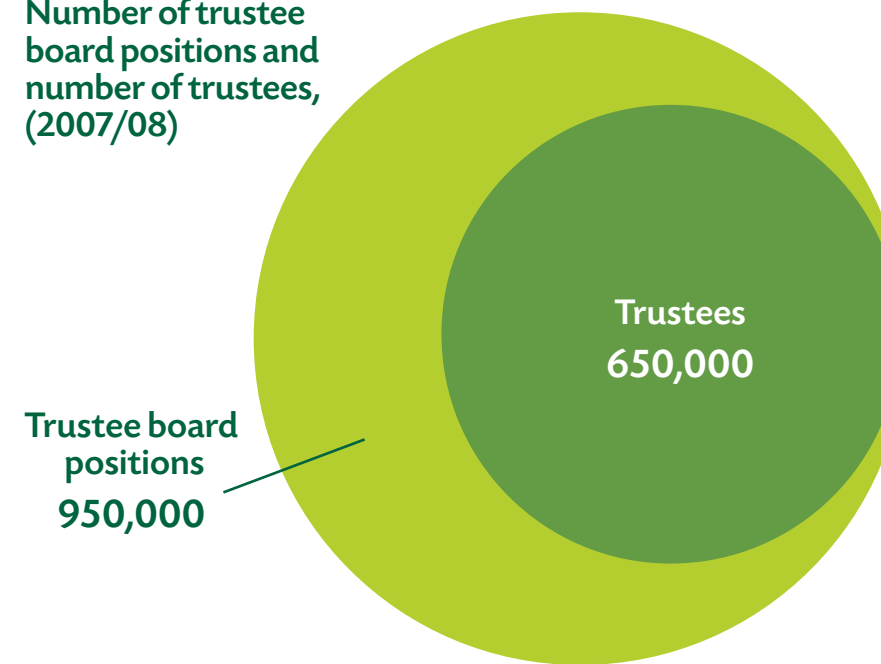 Number of trustee
board positions and
number of trustees,
(2007/08)
Trustees
650,000
Trustee board
positions
950,000